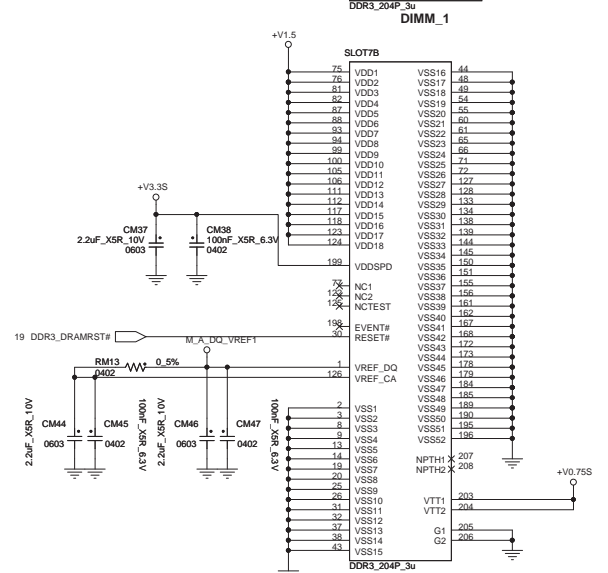 DDR3_204P_3u
DIMM_1
+V1.5
SLOT7B
75 VDD1 VSS16 44
76 VDD2 VSS17 48
81 VDD3 VSS18 49
82 VDD4 VSS19 54
87 VDD5 VSS20 55
88 VDD6 VSS21 60
93 VDD7 VSS22 61
94 VDD8 VSS23 65
99 VDD9 VSS24 66
100 VDD10 VSS25 71
105 VDD11 VSS26 72
106 VDD12 VSS27 127
111 VDD13 VSS28 128
112 VDD14 VSS29 133
117 VDD15 VSS30 134
118 VDD16 VSS31 138
123 VDD17 VSS32 139
124 VDD18 VSS33 144
VSS34 145
199 VDDSPD VSS35 150
VSS36 151
77 NC1 VSS37 155
122 NC2 VSS38 156
125 NCTEST VSS39 161
VSS40 162
198 EVENT# VSS41 167
30 RESET# VSS42 168
VSS43 172
VSS44 173
1 VREF_DQ VSS45 178
126 VREF_CA VSS46 179
VSS47 184
VSS48 185
2 VSS1 VSS49 189
3 VSS2 VSS50 190
8 VSS3 VSS51 195
9 VSS4 VSS52 196
13 VSS5
14 VSS6 NPTH1 207
19 VSS7 NPTH2 208
20 VSS8
25 VSS9
26 VSS10 VTT1 203
31 VSS11 VTT2 204
32 VSS12
37 VSS13 G1 205
38 VSS14 G2 206
43 VSS15
DDR3_204P_3u
+V3.3S
CM37
2.2uF_X5R_10V
0603
CM38
100nF_X5R_6.3V
0402
19 DDR3_DRAMRST#
M_A_DQ_VREF1
RM13 0_5%
0402
2.2uF_X5R_10V
CM44
0603
CM45
0402
100nF_X5R_6.3V
2.2uF_X5R_10V
CM46
0603
CM47
0402
100nF_X5R_6.3V
+V0.75S